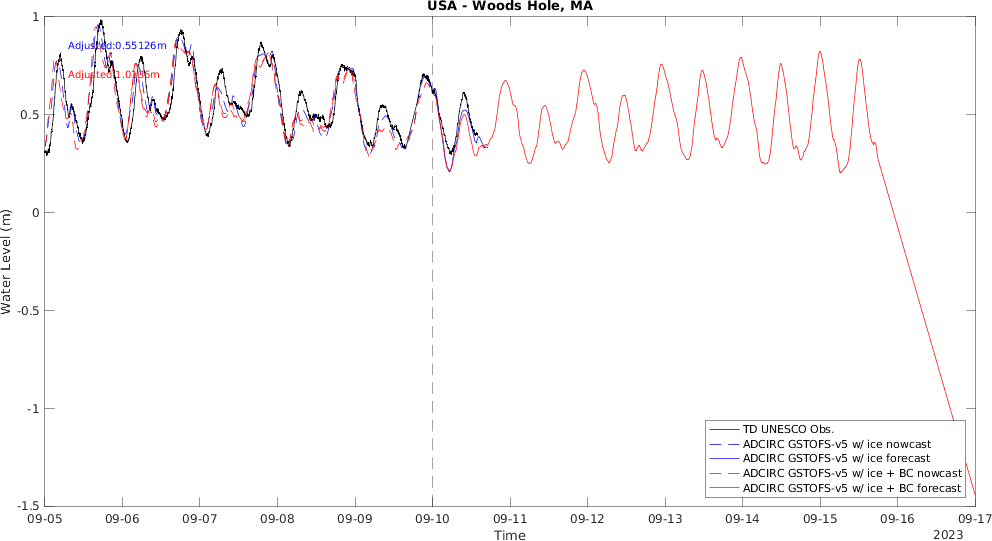 USA - Woods Hole, MA
Adjusted:0.55126m
Water Level (m)
1
0.5
0
-0.5
-1
-1.5
09-05 09-06 09-07 09-08 09-09 09-10 09-11 09-12 09-13 09-14 09-15 09-16 09-17
Time
2023
TD UNESCO Obs.
ADCIRC GSTOFS-v5 w/ ice nowcast
ADCIRC GSTOFS-v5 w/ ice forecast
ADCIRC GSTOFS-v5 w/ ice + BC nowcast
ADCIRC GSTOFS-v5 w/ ice + BC forecast